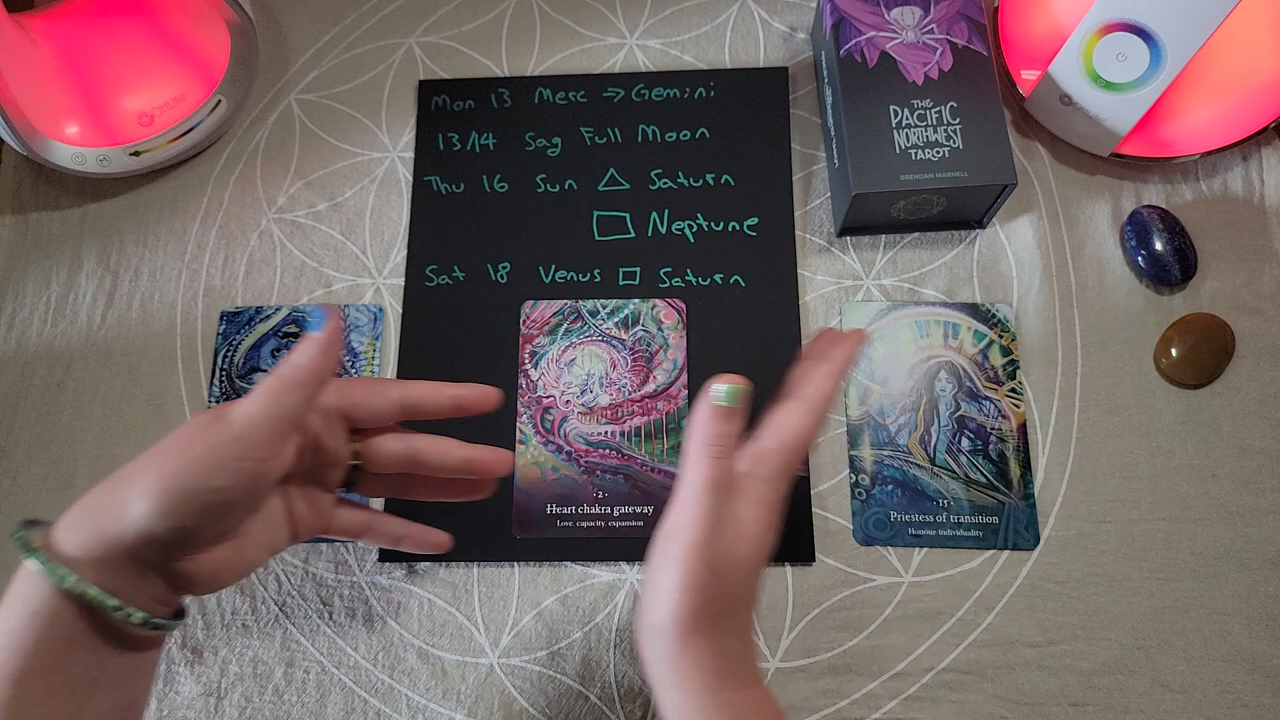 Mon 13 Merc → Gemini
13/14 Sag Full Moon
Thu 16 Sun △ Saturn
□ Neptune
Sat 18 Venus □ Saturn
THE
PACIFIC
NORTHWEST
TAROT
BRENDAN MARNELL
·2·
Heart chakra gateway
Love, capacity, expansion
·15·
Priestess of transition
Honour individuality